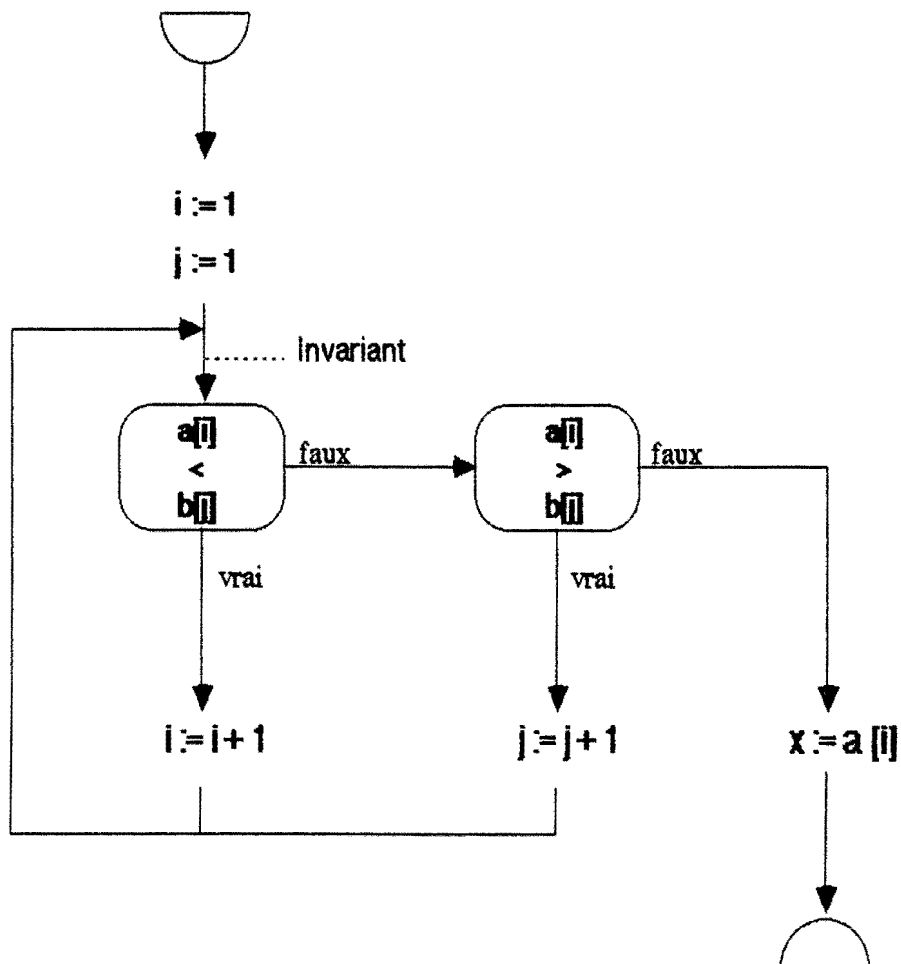 i := 1
j := 1
Invariant
a[i]
<
b[j]
faux
a[i]
>
b[j]
faux
vrai
vrai
i := i + 1
j := j + 1
x := a [i]